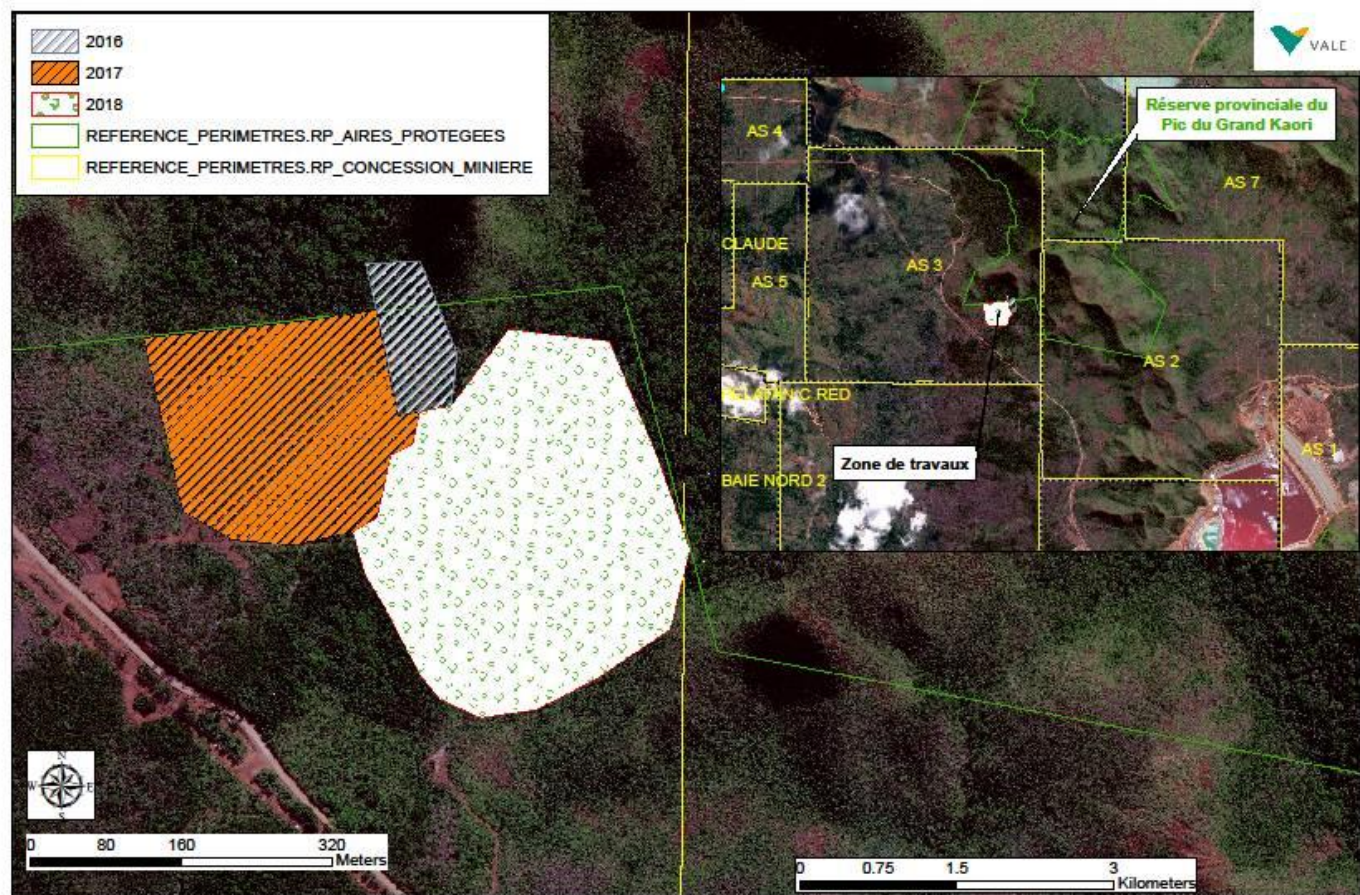 2016
2017
2018
REFERENCE_PERIMETRES.RP_AIRES_PROTEGEES
REFERENCE_PERIMETRES.RP_CONCESSION_MINIERE
VALE
Réserve provinciale du
Pic du Grand Kaori
AS 4
AS 7
CLAUDE
AS 3
AS 5
AS 2
C RED
Zone de travaux
AS 1
BAIE NORD 2
N
W E
S
0 80 160 320
Meters
0 0.75 1.5 3
Kilometers